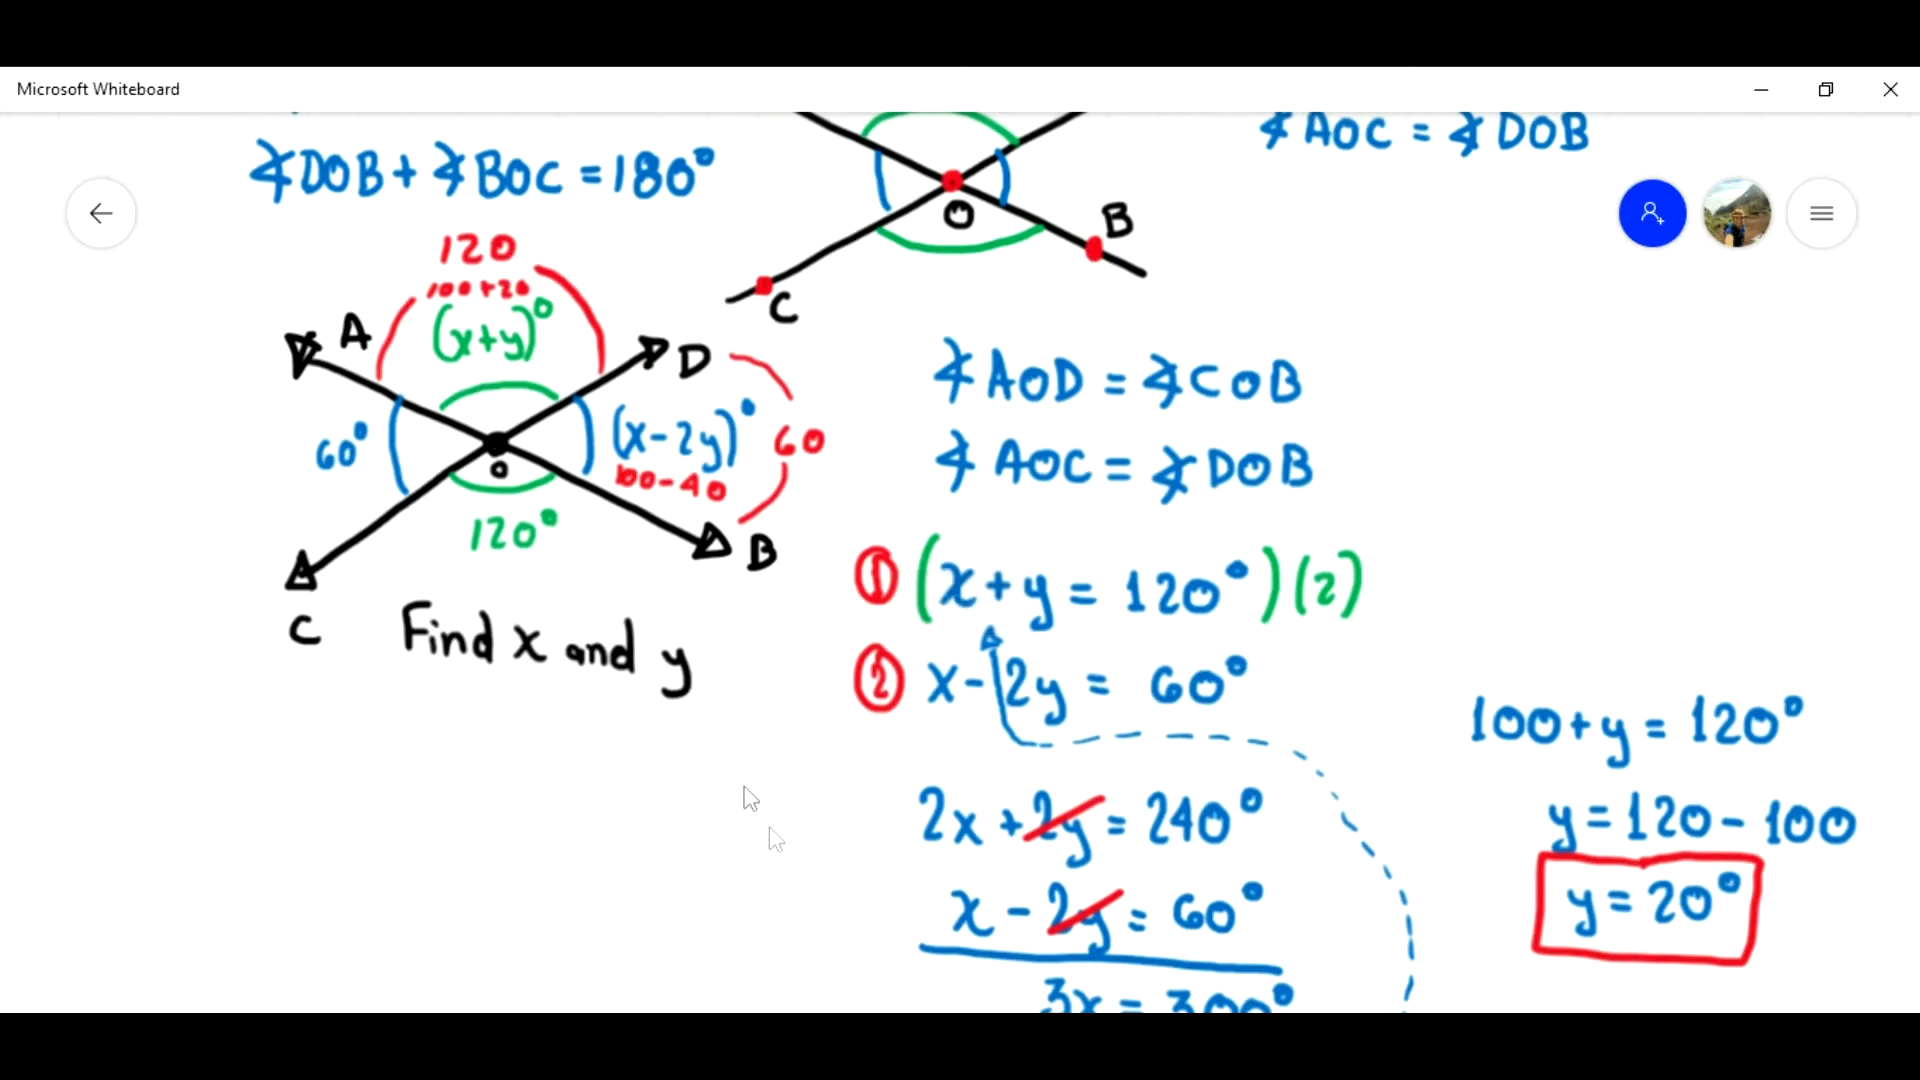 Microsoft Whiteboard
∢DOB + ∢BOC = 180°
∢AOC = ∢DOB
O
B
C
120
100+20
(x+y)°
A
D
60°
(x-2y)°
60
100-40
o
120°
B
C
Find x and y
∢AOD = ∢COB
∢AOC = ∢DOB
① (x+y = 120°)(2)
② x-2y = 60°
2x+2y = 240°
x - 2y = 60°
3x = 300°
100+y = 120°
y = 120-100
y = 20°